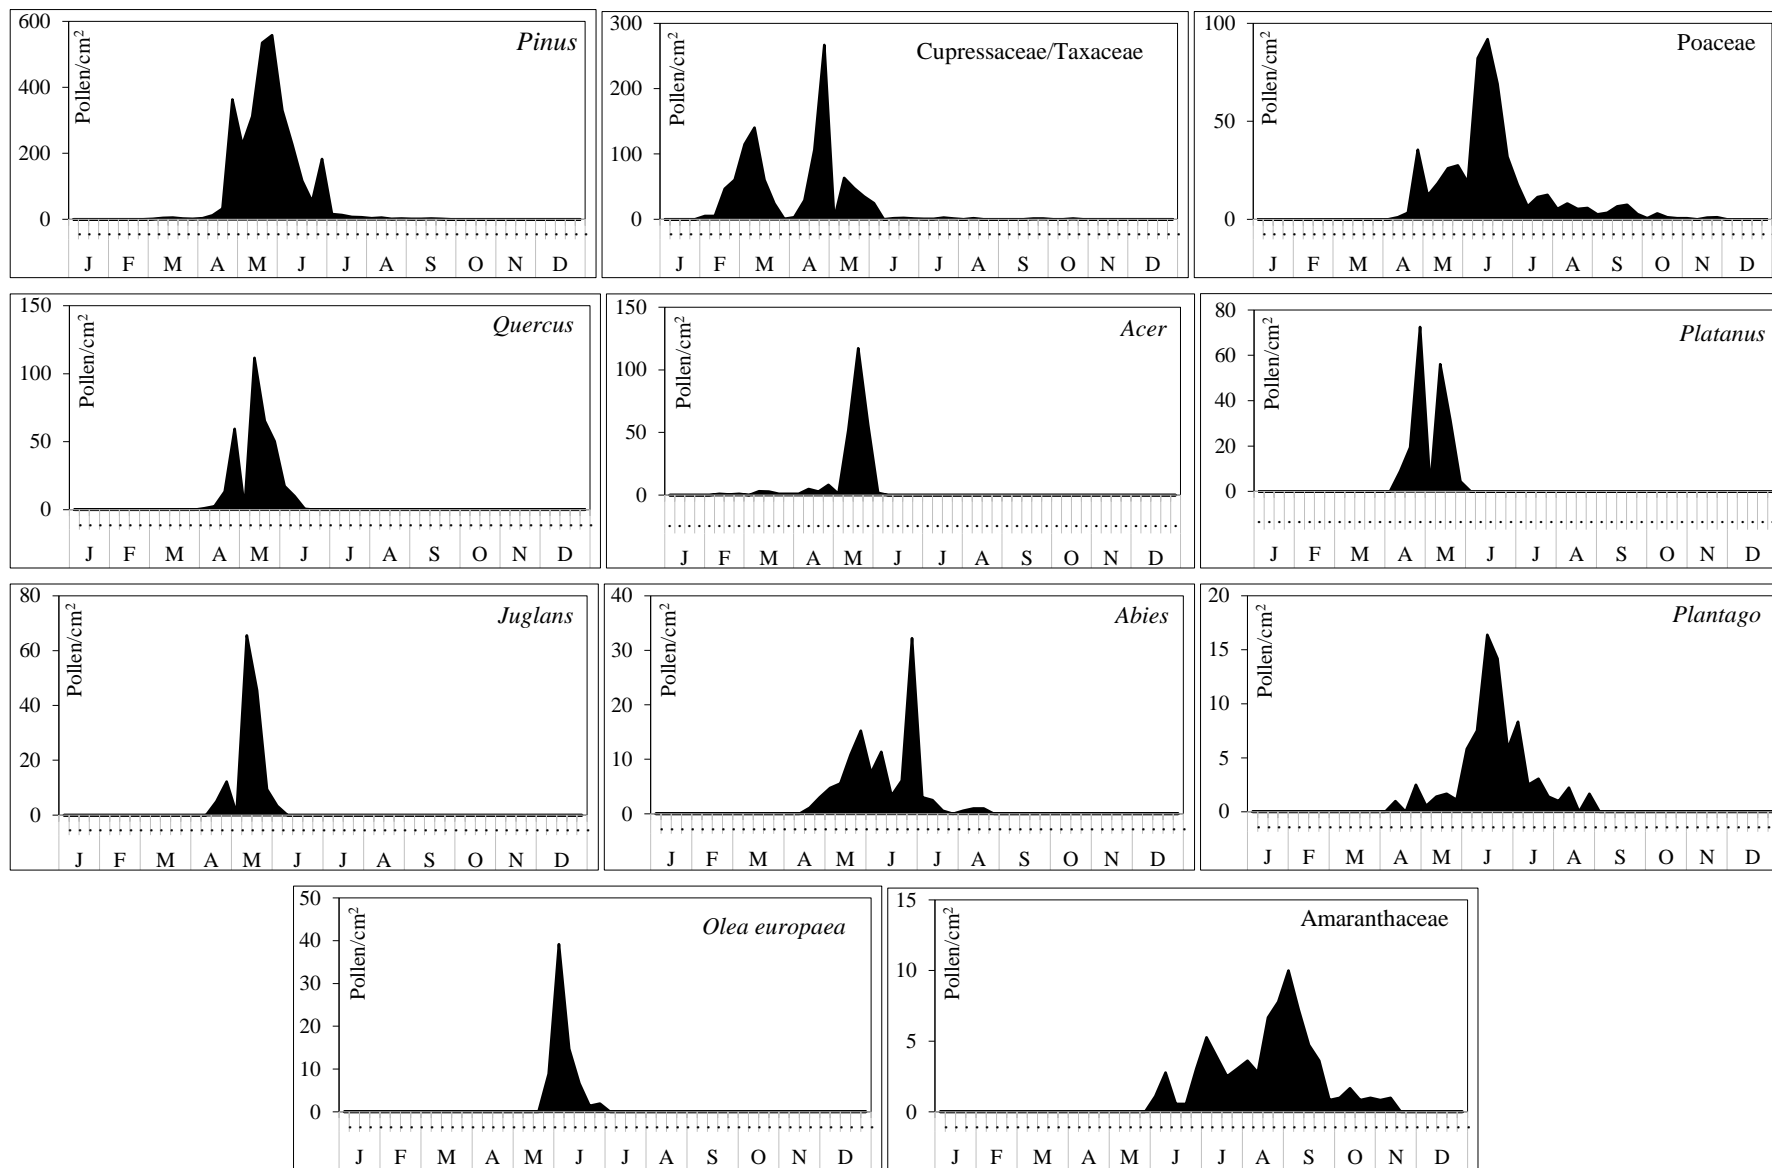 Pinus
Pollen/cm²
600
400
200
0
J F M A M J J A S O N D
Cupressaceae/Taxaceae
Pollen/cm²
300
200
100
0
J F M A M J J A S O N D
Poaceae
Pollen/cm²
100
50
0
J F M A M J J A S O N D
Quercus
Pollen/cm²
150
100
50
0
J F M A M J J A S O N D
Acer
Pollen/cm²
150
100
50
0
J F M A M J J A S O N D
Platanus
Pollen/cm²
80
60
40
20
0
J F M A M J J A S O N D
Juglans
Pollen/cm²
80
60
40
20
0
J F M A M J J A S O N D
Abies
Pollen/cm²
40
30
20
10
0
J F M A M J J A S O N D
Plantago
Pollen/cm²
20
15
10
5
0
J F M A M J J A S O N D
Olea europaea
Pollen/cm²
50
40
30
20
10
0
J F M A M J J A S O N D
Amaranthaceae
Pollen/cm²
15
10
5
0
J F M A M J J A S O N D